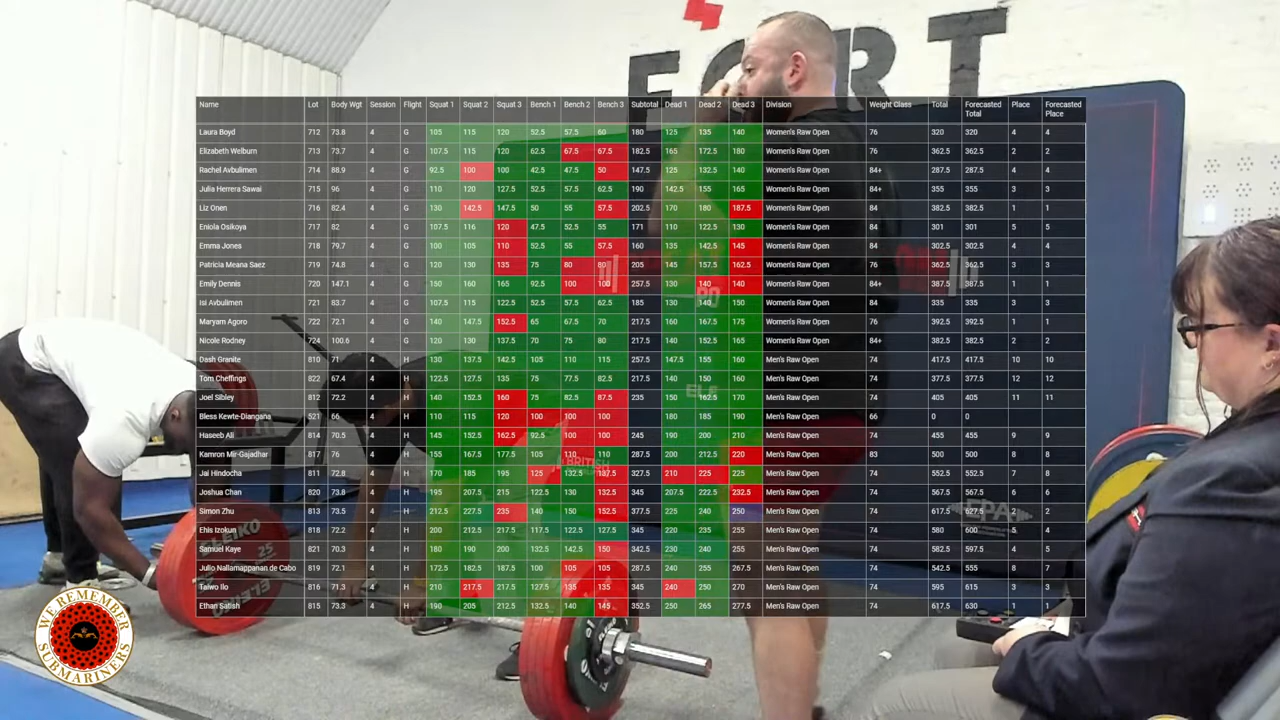 FORT
Name Lot Body Wgt Session Flight Squat 1 Squat 2 Squat 3 Bench 1 Bench 2 Bench 3 Subtotal Dead 1 Dead 2 Dead 3 Division Weight Class Total Forecasted Total Place Forecasted Place
Laura Boyd 712 73.8 4 G 105 115 120 52.5 57.5 60 180 125 135 140 Women's Raw Open 76 320 320 4 4
Elizabeth Welburn 713 73.7 4 G 107.5 115 120 62.5 67.5 67.5 182.5 165 172.5 180 Women's Raw Open 76 362.5 362.5 2 2
Rachel Avbulimen 714 88.9 4 G 92.5 100 100 42.5 47.5 50 147.5 125 132.5 140 Women's Raw Open 84+ 287.5 287.5 4 4
Julia Herrera Sawai 715 96 4 G 110 120 127.5 52.5 57.5 62.5 190 142.5 155 165 Women's Raw Open 84+ 355 355 3 3
Liz Onen 716 82.4 4 G 130 142.5 147.5 50 55 57.5 202.5 170 180 187.5 Women's Raw Open 84 382.5 382.5 1 1
Eniola Osikoya 717 82 4 G 107.5 116 120 47.5 52.5 55 171 110 122.5 130 Women's Raw Open 84 301 301 5 5
Emma Jones 718 79.7 4 G 100 105 110 52.5 55 57.5 160 135 142.5 145 Women's Raw Open 84 302.5 302.5 4 4
Patricia Meana Saez 719 74.8 4 G 120 130 135 75 80 80 205 145 157.5 162.5 Women's Raw Open 76 362.5 362.5 3 3
Emily Dennis 720 147.1 4 G 150 160 165 92.5 100 100 257.5 130 140 140 Women's Raw Open 84+ 387.5 387.5 1 1
Isi Avbulimen 721 83.7 4 G 107.5 115 122.5 52.5 57.5 62.5 185 130 140 150 Women's Raw Open 84 335 335 3 3
Maryam Agoro 722 72.1 4 G 140 147.5 152.5 65 67.5 70 217.5 160 167.5 175 Women's Raw Open 76 392.5 392.5 1 1
Nicole Rodney 724 100.6 4 G 120 130 137.5 70 75 80 217.5 140 152.5 165 Women's Raw Open 84+ 382.5 382.5 2 2
Dash Granite 810 71 4 H 130 137.5 142.5 105 110 115 257.5 147.5 155 160 Men's Raw Open 74 417.5 417.5 10 10
Tom Cheffings 822 67.4 4 H 122.5 127.5 135 75 77.5 82.5 217.5 140 150 160 Men's Raw Open 74 377.5 377.5 12 12
Joel Sibley 812 72.2 4 H 140 152.5 160 75 82.5 87.5 235 150 162.5 170 Men's Raw Open 74 405 405 11 11
Bless Kewte-Diangana 521 66 4 H 110 115 120 100 100 100 180 185 190 Men's Raw Open 66 0 0
Haseeb Ali 814 70.5 4 H 145 152.5 162.5 92.5 100 100 245 190 200 210 Men's Raw Open 74 455 455 9 9
Kamron Mir-Gajadhar 817 76 4 H 155 167.5 177.5 105 110 110 287.5 200 212.5 220 Men's Raw Open 83 500 500 8 8
Jai Hindocha 811 72.8 4 H 170 185 195 125 132.5 137.5 327.5 210 225 225 Men's Raw Open 74 552.5 552.5 7 8
Joshua Chan 820 73.8 4 H 195 207.5 215 122.5 130 132.5 345 207.5 222.5 232.5 Men's Raw Open 74 567.5 567.5 6 6
Simon Zhu 813 73.5 4 H 212.5 227.5 235 140 150 152.5 377.5 225 240 250 Men's Raw Open 74 617.5 627.5 2 2
Ehis Izokun 818 72.2 4 H 200 212.5 217.5 117.5 122.5 127.5 345 220 235 255 Men's Raw Open 74 580 600 5 4
Samuel Kaye 821 70.3 4 H 180 190 200 132.5 142.5 150 342.5 230 240 255 Men's Raw Open 74 582.5 597.5 4 5
Julio Nallamappanan de Cabo 819 72.1 4 H 172.5 182.5 187.5 100 105 105 287.5 240 255 267.5 Men's Raw Open 74 542.5 555 8 7
Taiwo Ilo 816 71.3 4 H 210 217.5 217.5 127.5 135 135 345 240 250 270 Men's Raw Open 74 595 615 3 3
Ethan Satish 815 73.3 4 H 190 205 212.5 132.5 140 145 352.5 250 265 277.5 Men's Raw Open 74 617.5 630 1 1
BRITISH
EPA
ELEIKO
25
ELEIKO
WE REMEMBER
SUBMARINERS